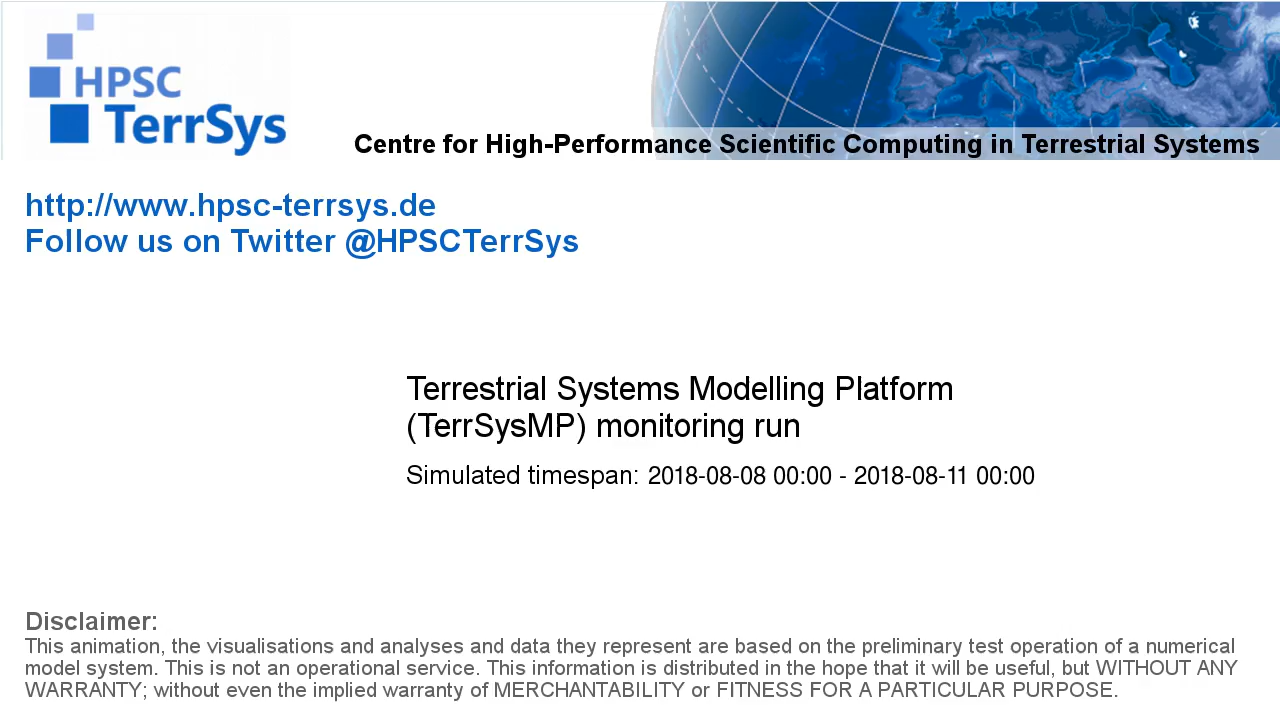 HPSC
TerrSys
Centre for High-Performance Scientific Computing in Terrestrial Systems
http://www.hpsc-terrsys.de
Follow us on Twitter @HPSCTerrSys
Terrestrial Systems Modelling Platform
(TerrSysMP) monitoring run
Simulated timespan: 2018-08-08 00:00 - 2018-08-11 00:00
Disclaimer:
This animation, the visualisations and analyses and data they represent are based on the preliminary test operation of a numerical
model system. This is not an operational service. This information is distributed in the hope that it will be useful, but WITHOUT ANY
WARRANTY; without even the implied warranty of MERCHANTABILITY or FITNESS FOR A PARTICULAR PURPOSE.